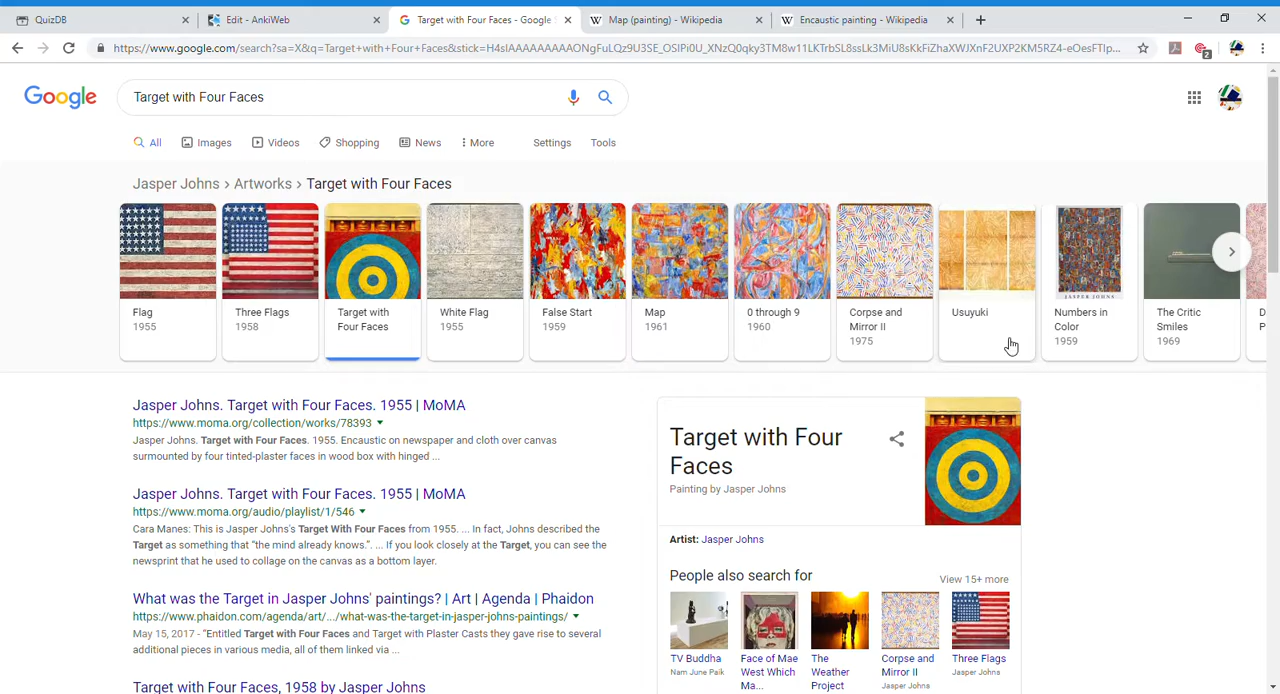 QuizDB
Edit - AnkiWeb
Target with Four Faces - Google
Map (painting) - Wikipedia
Encaustic painting - Wikipedia
https://www.google.com/search?sa=X&q=Target+with+Four+Faces&stick=
2
Google
Target with Four Faces
All
Images
Videos
Shopping
News
More
Settings
Tools
Jasper Johns > Artworks > Target with Four Faces
Flag
1955
Three Flags
1958
Target with
Four Faces
White Flag
1955
False Start
1959
Map
1961
0 through 9
1960
Corpse and
Mirror II
1975
Usuyuki
JASPER JOHNS
Numbers in
Color
1959
The Critic
Smiles
1969
D
P
Jasper Johns. Target with Four Faces. 1955 | MoMA
https://www.moma.org/collection/works/78393
Jasper Johns. Target with Four Faces. 1955. Encaustic on newspaper and cloth over canvas
surmounted by four tinted-plaster faces in wood box with hinged ...
Jasper Johns. Target with Four Faces. 1955 | MoMA
https://www.moma.org/audio/playlist/1/546
Cara Manes: This is Jasper Johns's Target With Four Faces from 1955. ... In fact, Johns described the
Target as something that "the mind already knows.". ... If you look closely at the Target, you can see the
newsprint that he used to collage on the canvas as a bottom layer.
What was the Target in Jasper Johns' paintings? | Art | Agenda | Phaidon
https://www.phaidon.com/agenda/art/.../what-was-the-target-in-jasper-johns-paintings/
May 15, 2017 - "Entitled Target with Four Faces and Target with Plaster Casts they gave rise to several
additional pieces in various media, all of them linked via ...
Target with Four Faces, 1958 by Jasper Johns
Target with Four
Faces
Painting by Jasper Johns
Artist: Jasper Johns
People also search for
View 15+ more
TV Buddha
Nam June Paik
Face of Mae
West Which
Ma...
The
Weather
Project
Corpse and
Mirror II
Jasper Johns
Three Flags
Jasper Johns